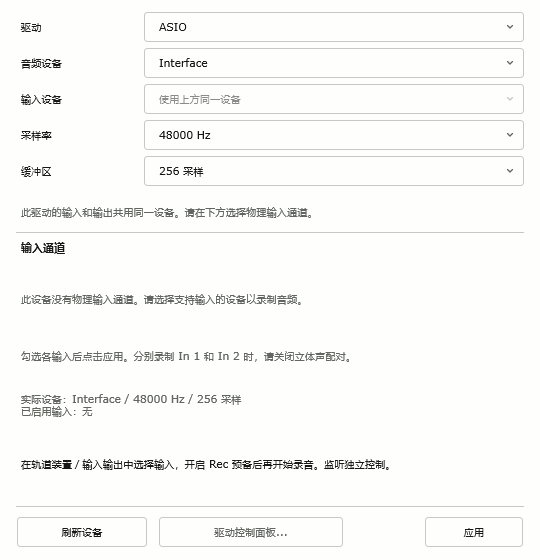 驱动 ASIO
音频设备 Interface
输入设备 使用上方同一设备
采样率 48000 Hz
缓冲区 256 采样
此驱动的输入和输出共用同一设备。请在下方选择物理输入通道。
输入通道
此设备没有物理输入通道。请选择支持输入的设备以录制音频。
勾选各输入后点击应用。分别录制 In 1 和 In 2 时，请关闭立体声配对。
实际设备：Interface / 48000 Hz / 256 采样
已启用输入：无
在轨道装置 / 输入输出中选择输入，开启 Rec 预备后再开始录音。监听独立控制。
刷新设备 驱动控制面板... 应用